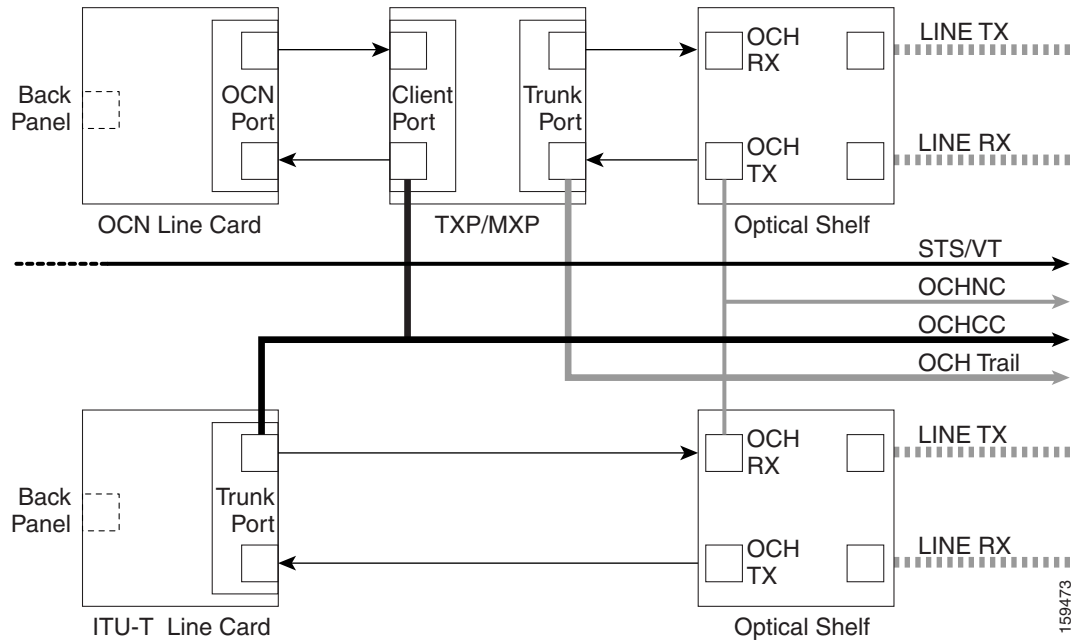 OCH
RX
LINE TX
Back
Panel
OCN
Port
Client
Port
Trunk
Port
OCH
TX
LINE RX
OCN Line Card
TXP/MXP
Optical Shelf
STS/VT
OCHNC
OCHCC
OCH Trail
OCH
RX
LINE TX
Back
Panel
Trunk
Port
OCH
TX
LINE RX
ITU-T Line Card
Optical Shelf
159473